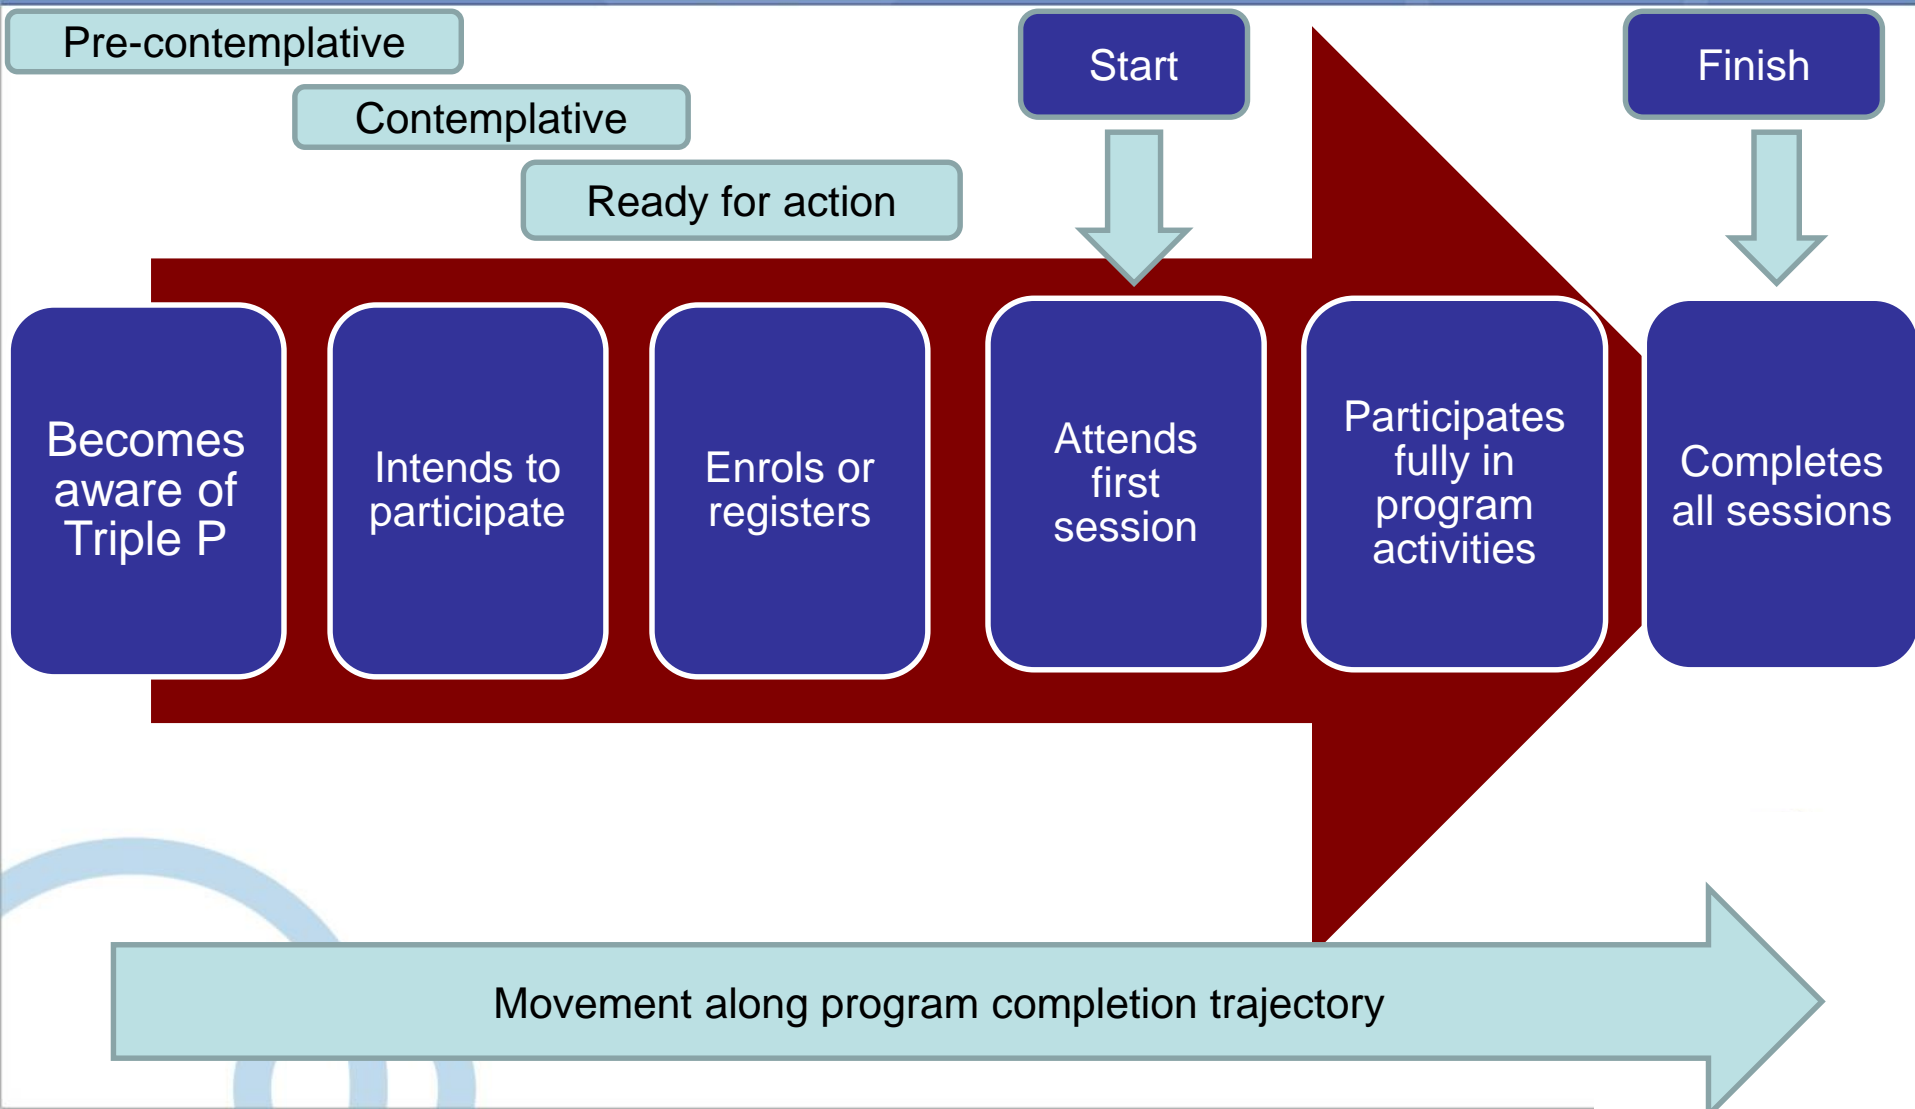 Pre-contemplative
Contemplative
Ready for action
Start
Finish
Becomes
aware of
Triple P
Intends to
participate
Enrols or
registers
Attends
first
session
Participates
fully in
program
activities
Completes
all sessions
Movement along program completion trajectory